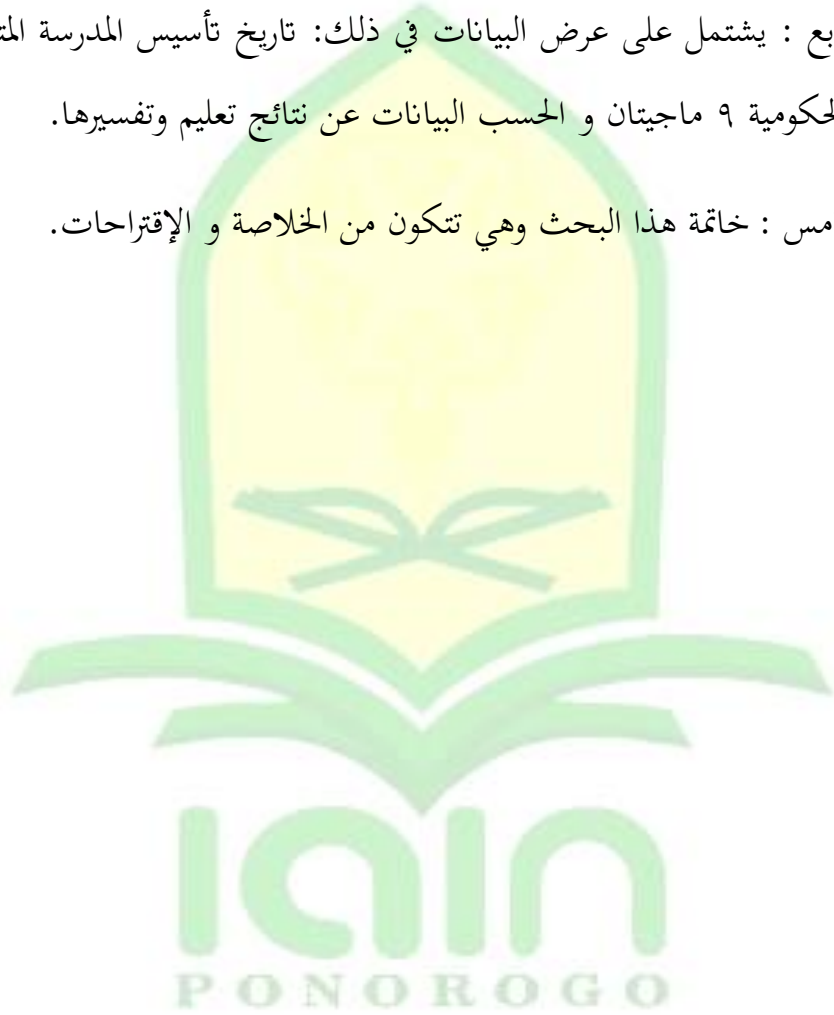 بع : يشتمل على عرض البيانات في ذلك: تاريخ تأسيس المدرسة المت
لحكومية ٩ ماجيتان و الحسب البيانات عن نتائج تعليم وتفسيرها.
مس : خاتمة هذا البحث وهي تتكون من الخلاصة و الإقتراحات.
iain
PONOROGO